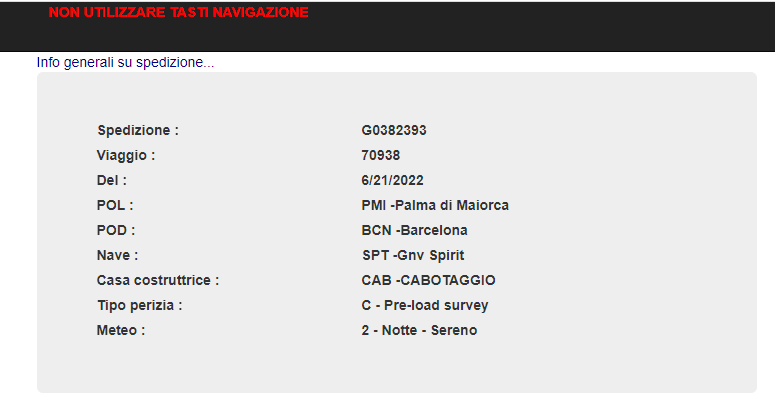 NON UTILIZZARE TASTI NAVIGAZIONE
Info generali su spedizione...
Spedizione : G0382393
Viaggio : 70938
Del : 6/21/2022
POL : PMI -Palma di Maiorca
POD : BCN -Barcelona
Nave : SPT -Gnv Spirit
Casa costruttrice : CAB -CABOTAGGIO
Tipo perizia : C - Pre-load survey
Meteo : 2 - Notte - Sereno